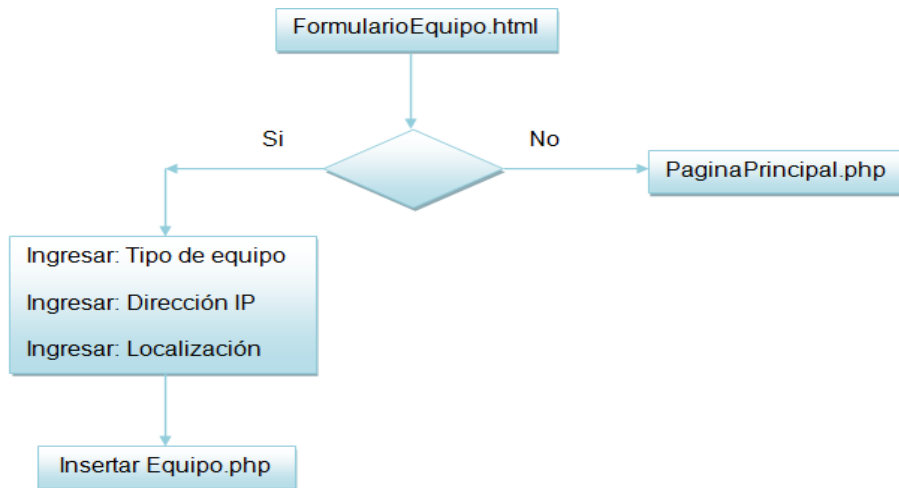 FormularioEquipo.html
Si
No
PaginaPrincipal.php
Ingresar: Tipo de equipo
Ingresar: Dirección IP
Ingresar: Localización
Insertar Equipo.php